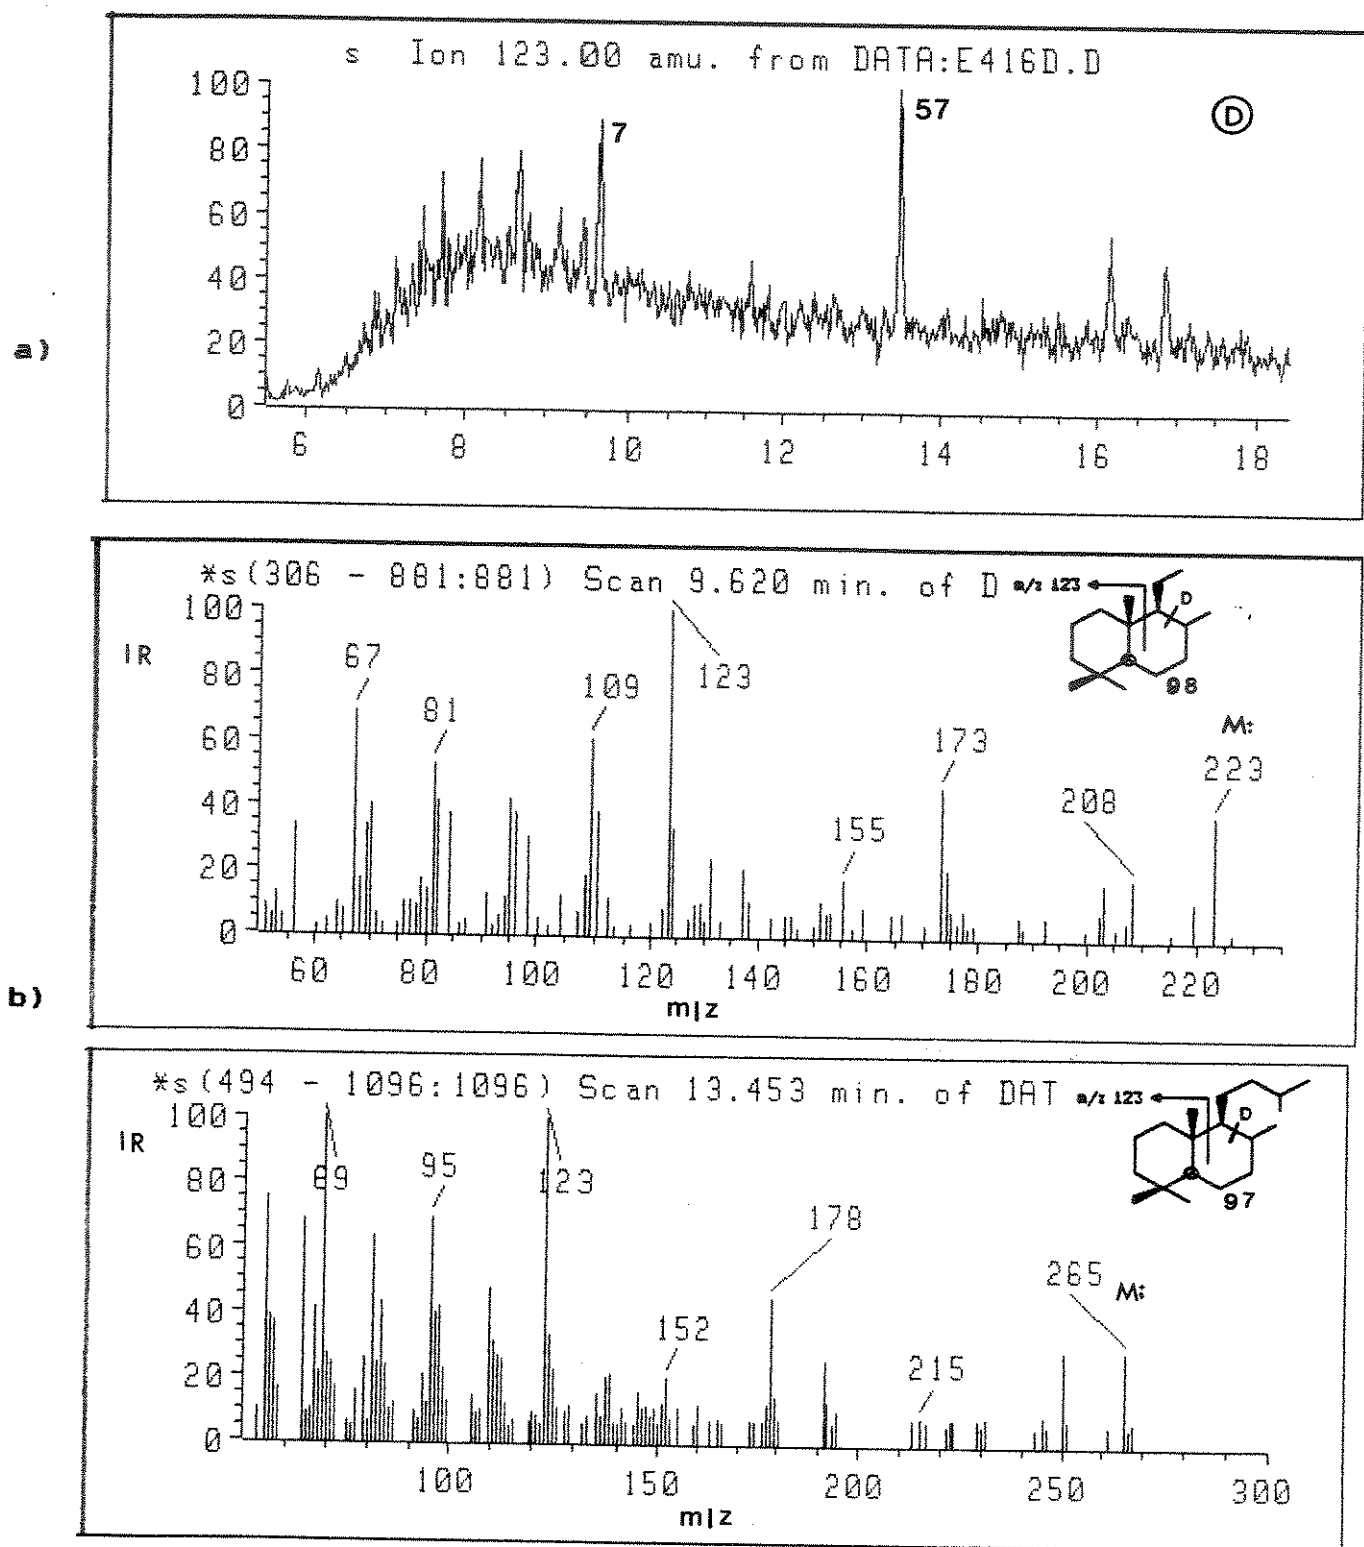 s Ion 123.00 amu. from DATA:E416D.D
100
80
60
40
20
0
7
57
D
6 8 10 12 14 16 18
a)
*s(306 - 881:881) Scan 9.620 min. of D
m/z 123
D
98
IR
100
80
60
40
20
0
67
81
109
123
155
173
208
M:
223
60 80 100 120 140 160 180 200 220
m|z
b)
*s(494 - 1096:1096) Scan 13.453 min. of DAT
m/z 123
D
97
IR
100
80
60
40
20
0
69
95
123
152
178
215
265 M:
100 150 200 250 300
m|z